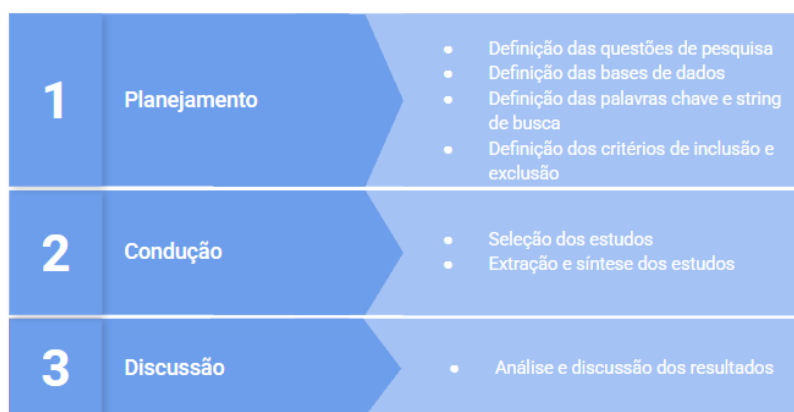 1
Planejamento
● Definição das questões de pesquisa
● Definição das bases de dados
● Definição das palavras chave e string
de busca
● Definição dos critérios de inclusão e
exclusão
2
Condução
● Seleção dos estudos
● Extração e síntese dos estudos
3
Discussão
● Análise e discussão dos resultados